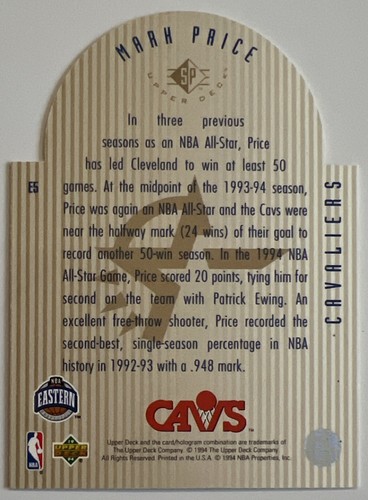 MARK PRICE
SP
UPPER DECK
In three previous
seasons as an NBA All-Star, Price
has led Cleveland to win at least 50
games. At the midpoint of the 1993-94 season,
Price was again an NBA All-Star and the Cavs were
near the halfway mark (24 wins) of their goal to
record another 50-win season. In the 1994 NBA
All-Star Game, Price scored 20 points, tying him for
second on the team with Patrick Ewing. An
excellent free-throw shooter, Price recorded the
second-best, single-season percentage in NBA
history in 1992-93 with a .948 mark.
E5
CAVALIERS
NBA
EASTERN
CAVS
NBA
UPPER DECK
Upper Deck and the card/hologram combination are trademarks of
The Upper Deck Company. © 1994 The Upper Deck Company.
All Rights Reserved. Printed in the U.S.A. © 1994 NBA Properties, Inc.